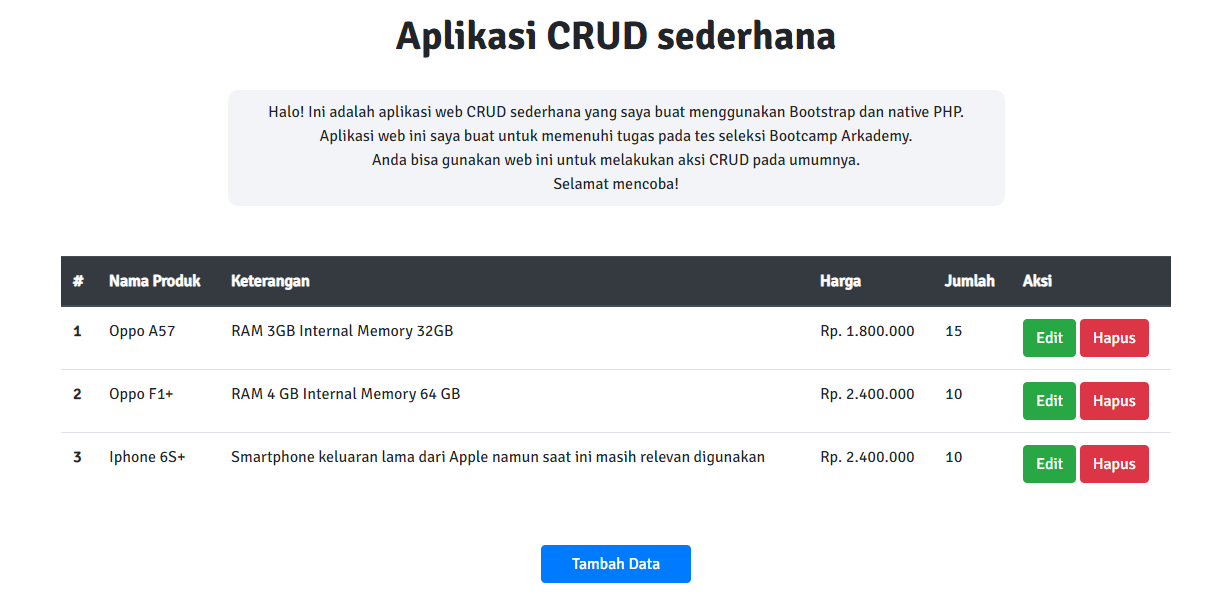 Aplikasi CRUD sederhana
Halo! Ini adalah aplikasi web CRUD sederhana yang saya buat menggunakan Bootstrap dan native PHP.
Aplikasi web ini saya buat untuk memenuhi tugas pada tes seleksi Bootcamp Arkademy.
Anda bisa gunakan web ini untuk melakukan aksi CRUD pada umumnya.
Selamat mencoba!
# Nama Produk Keterangan Harga Jumlah Aksi
1 Oppo A57 RAM 3GB Internal Memory 32GB Rp. 1.800.000 15 Edit Hapus
2 Oppo F1+ RAM 4 GB Internal Memory 64 GB Rp. 2.400.000 10 Edit Hapus
3 Iphone 6S+ Smartphone keluaran lama dari Apple namun saat ini masih relevan digunakan Rp. 2.400.000 10 Edit Hapus
Tambah Data